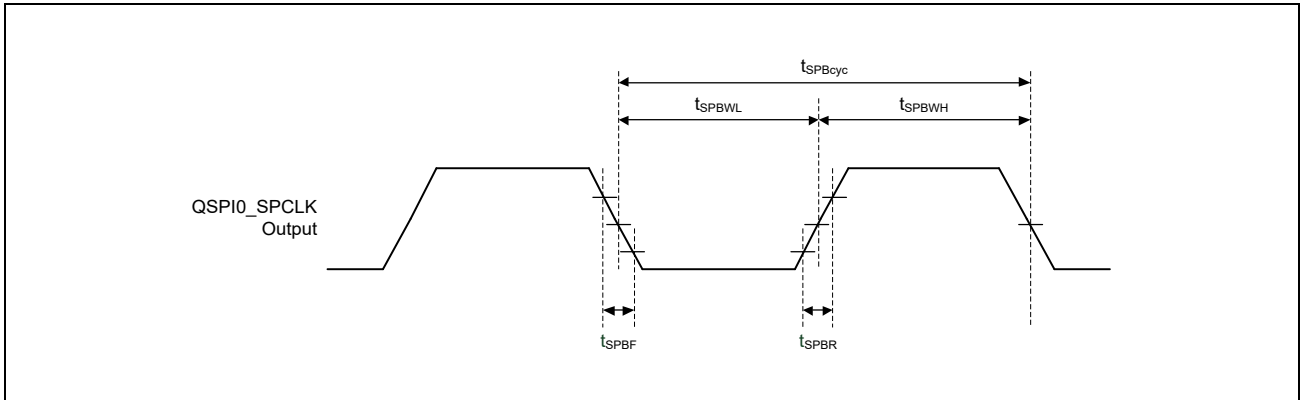 tSPBcyc
tSPBWL
tSPBWH
QSPI0_SPCLK
Output
tSPBF
tSPBR